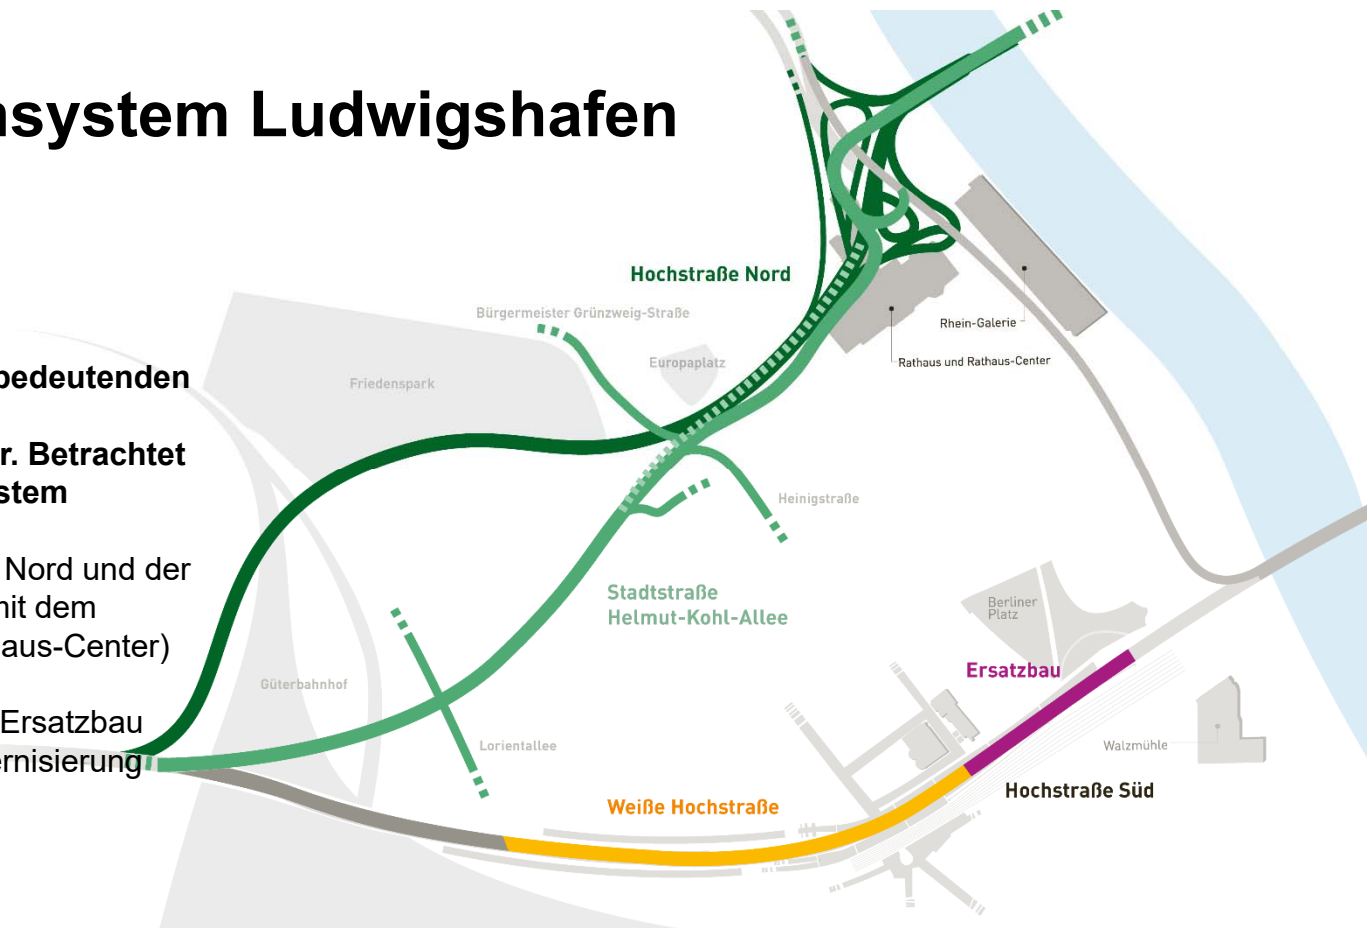 nsystem Ludwigshafen
Hochstraße Nord
Bürgermeister Grünzweig-Straße
Europaplatz
Friedenspark
Rhein-Galerie
Rathaus und Rathaus-Center
bedeutenden
r. Betrachtet
stem
Nord und der
mit dem
aus-Center)
Ersatzbau
ernisierung
Heinigstraße
Stadtstraße
Helmut-Kohl-Allee
Berliner
Platz
Ersatzbau
Güterbahnhof
Lorientallee
Walzmühle
Hochstraße Süd
Weiße Hochstraße